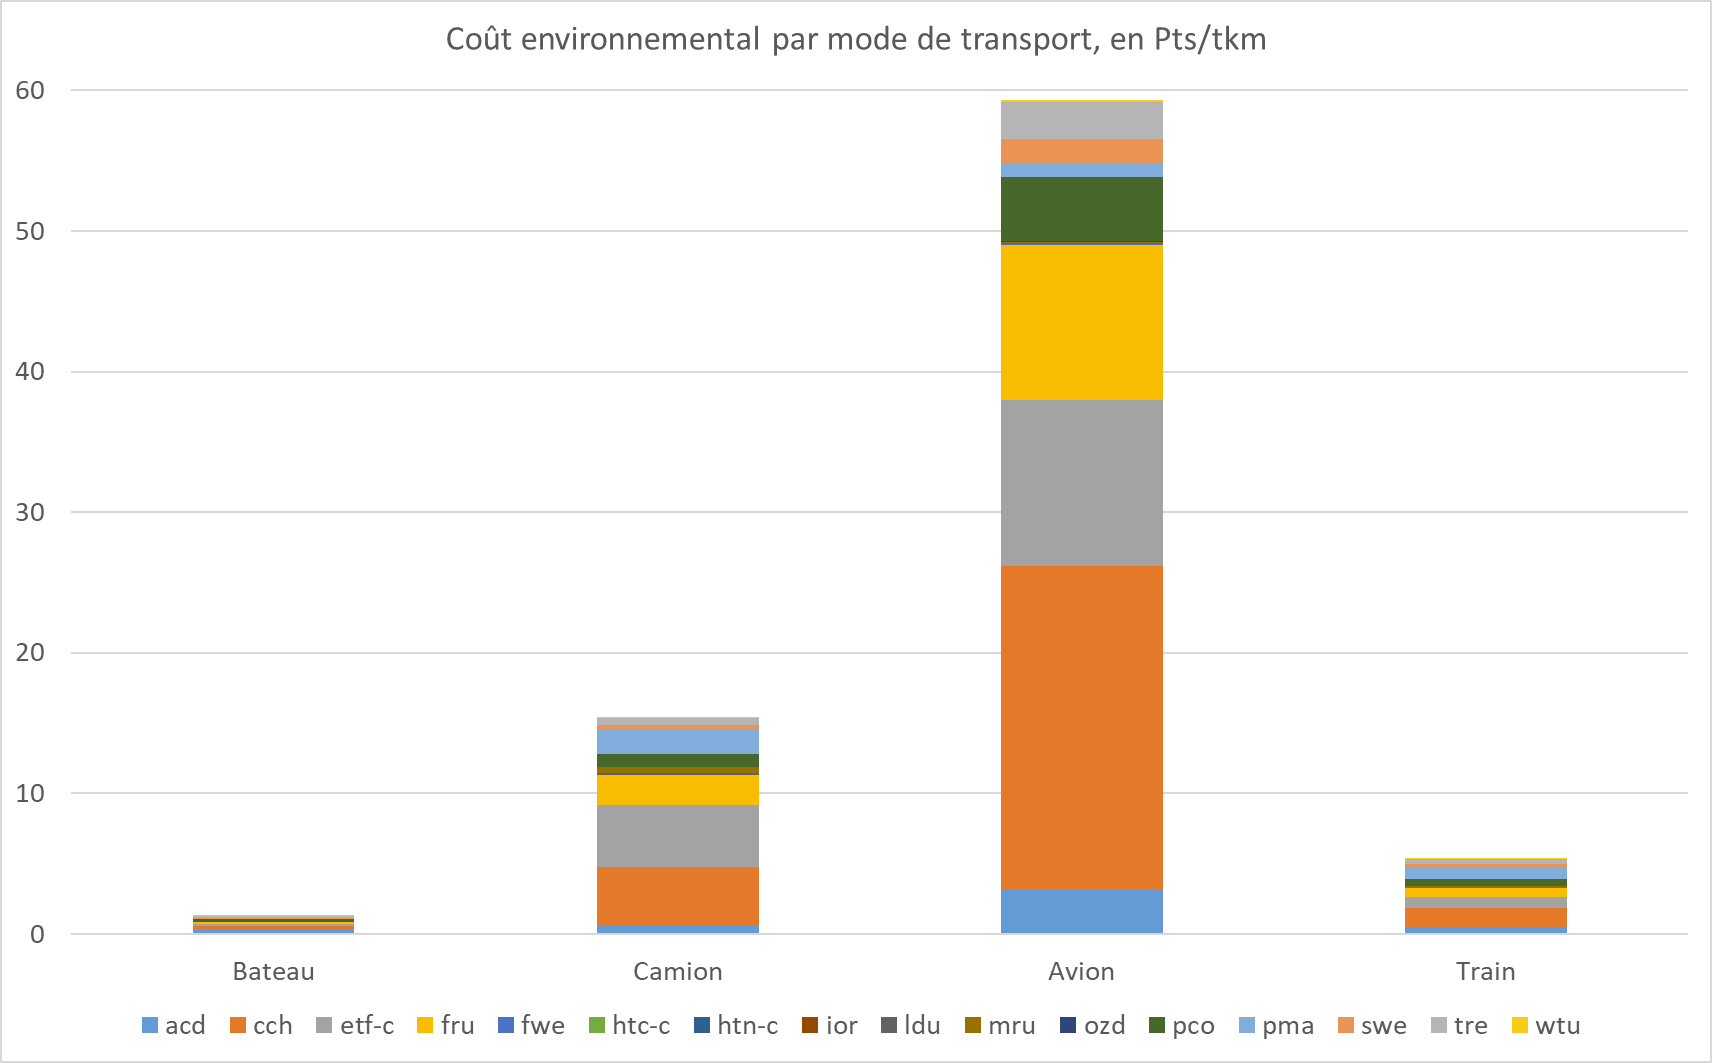 Coût environnemental par mode de transport, en Pts/tkm
60
50
40
30
20
10
0
Bateau Camion Avion Train
acd cch etf-c fru fwe htc-c htn-c ior ldu mru ozd pco pma swe tre wtu